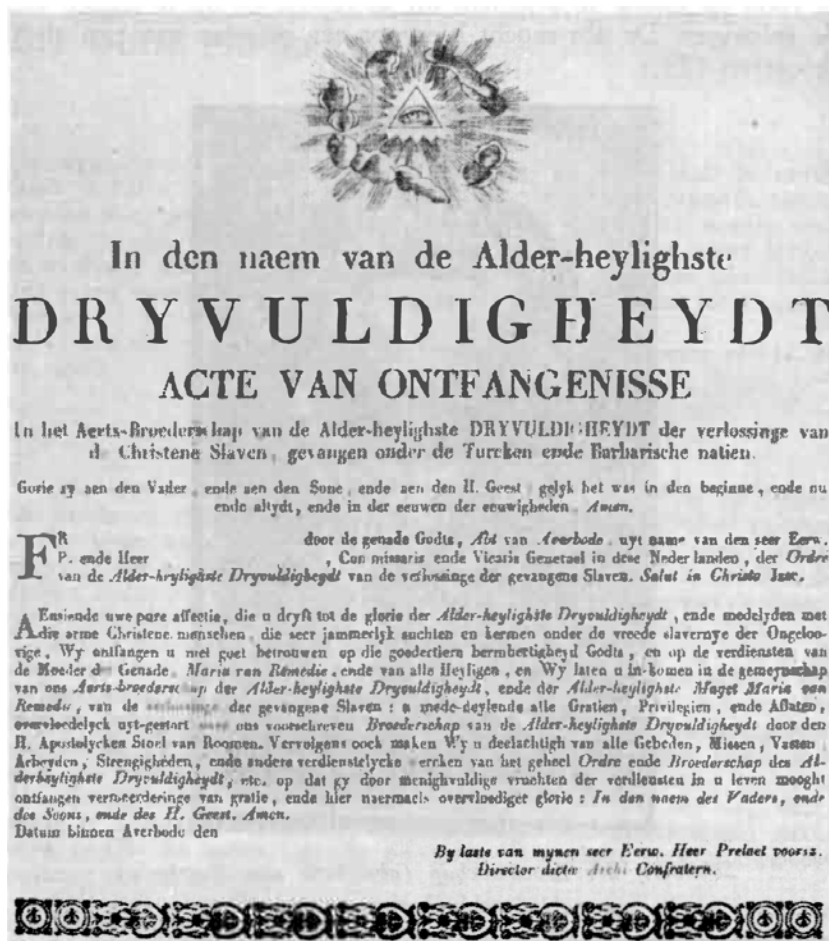 In den naem van de Alder-heylighste
DRYVULDIGHEYDT
ACTE VAN ONTFANGENISSE
In het Aerts-Broederschap van de Alder-heylighste DRYVULDIGHEYDT der verlossinge van
de Christene Slaven, gevangen onder de Turcken ende Barbarische natien.
Gorie zy aen den Vader, ende aen den Sone, ende aen den H. Geest, gelyk het was in den beginne, ende nu
ende altydt, ende in der eeuwen der eeuwigheden. Amen.
FR door de genade Godts, Abt van Averbode, uyt name van den seer Eerw.
P. ende Heer , Commissaris ende Vicaris Generael in dese Nederlanden, der Ordre
van de Alder-heylighste Dryvuldigheydt van de verlossinge der gevangene Slaven. Salut in Christo Jesu.
AEnsiende uwe pure affectie, die u dryft tot de glorie der Alder-heylighste Dryvuldigheydt, ende medelyden met
die arme Christene menschen, die seer jammerlyk suchten en kermen onder de vreede slavernye der Ongeloo-
vige, Wy ontfangen u met goet betrouwen op die goedertiere bermhertigheyd Godts, en op de verdiensten van
de Moeder der Genade, Maria van Remedie, ende van alle Heyligen, en Wy laten u in-komen in de gemeynschap
van ons Aerts-broederschap der Alder-heylighste Dryvuldigheydt, ende der Alder-heylighste Maget Maria van
Remedie, van de der gevangene Slaven: u mede-deylende alle Gratien, Privilegien, ende Aflaten,
overvloedelyck uyt-gestort ons voorschreven Broederschap van de Alder-heylighste Dryvuldigheydt door den
H. Apostolycken Stoel van Roomen. Vervolgens oock maken Wy u deelachtigh van alle Gebeden, Missen, Vasten,
Arbeyden, Strengigheden, ende andere verdienstelycke wercken van het geheel Ordre ende Broederschap des Al-
derheylighste Dryvuldigheydt, etc. op dat gy door menighvuldige vruchten der verdiensten in u leven mooght
ontfangen vermeerderinge van gratie, ende hier naermaels overvloediger glorie: In den naem des Vaders, ende
des Soons, ende des H. Geest. Amen.
Datum binnen Averbode den
By laste van mynen seer Eerw. Heer Prelaet voorsz.
Director dictæ Archi Confratern.